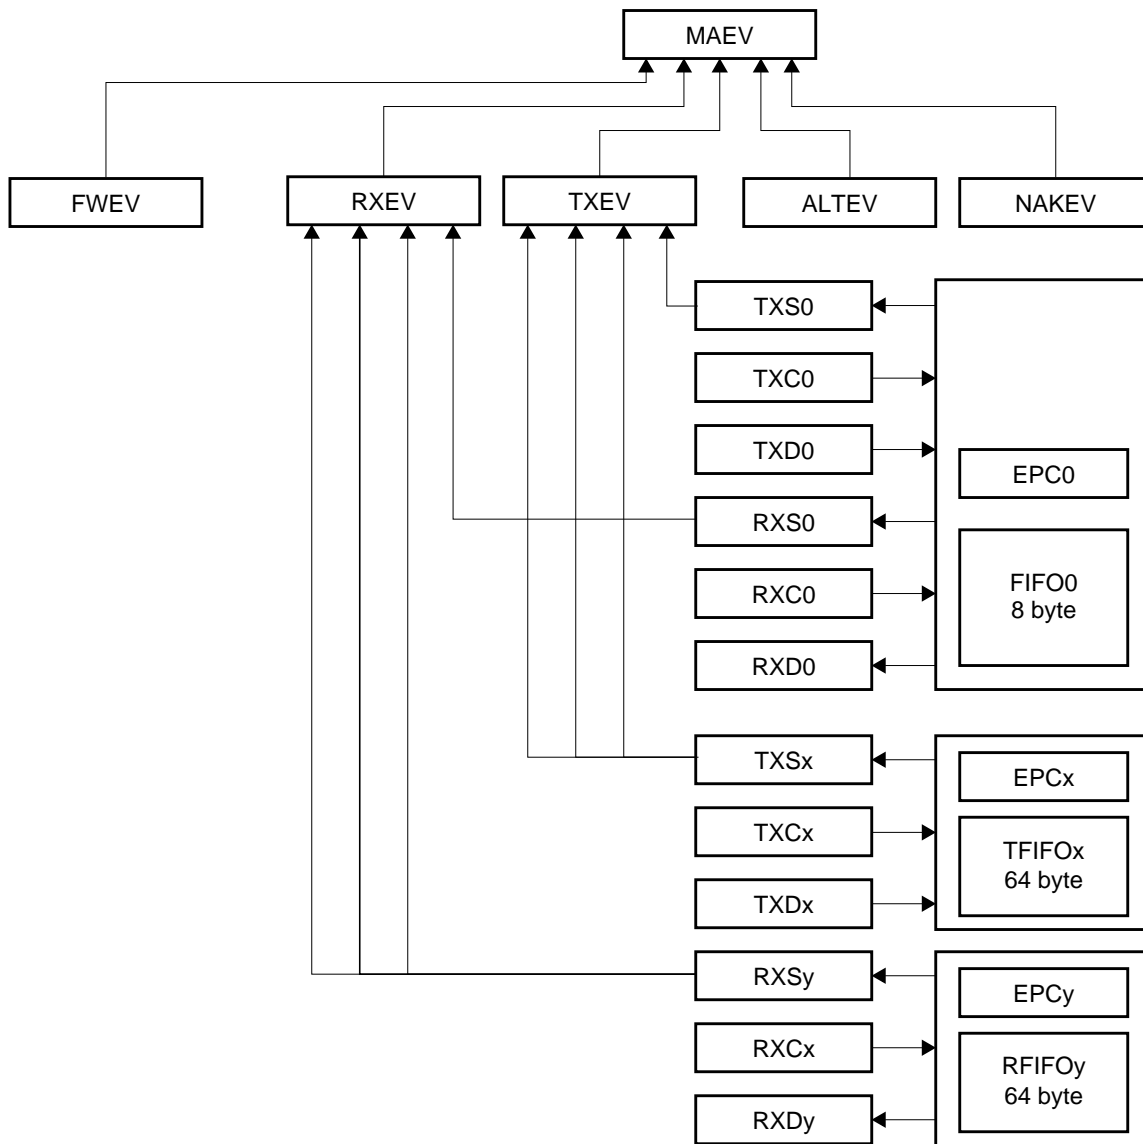 MAEV
FWEV
RXEV
TXEV
ALTEV
NAKEV
TXS0
TXC0
TXD0
EPC0
RXS0
FIFO0
8 byte
RXC0
RXD0
TXSx
EPCx
TXCx
TFIFOx
64 byte
TXDx
RXSy
EPCy
RXCx
RFIFOy
64 byte
RXDy